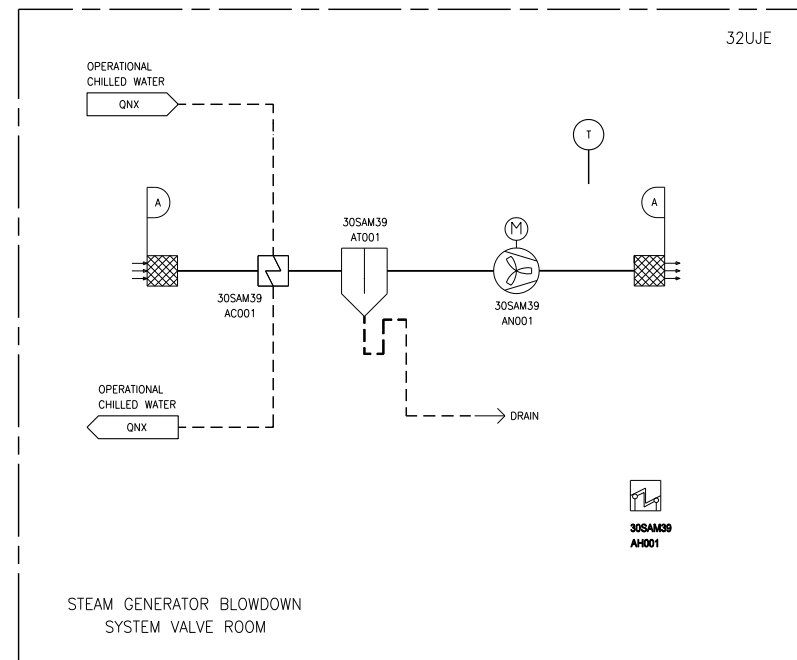 32UJE
OPERATIONAL
CHILLED WATER
QNX
T
A
A
30SAM39
AT001
M
30SAM39
AC001
30SAM39
AN001
OPERATIONAL
CHILLED WATER
QNX
DRAIN
30SAM39
AH001
STEAM GENERATOR BLOWDOWN
SYSTEM VALVE ROOM